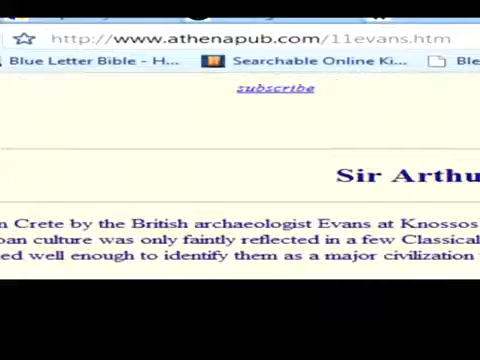 http://www.athenapub.com/11evans.htm
Blue Letter Bible - H... Searchable Online Ki... Ble
subscribe
Sir Arthu
n Crete by the British archaeologist Evans at Knossos
oan culture was only faintly reflected in a few Classical
ed well enough to identify them as a major civilization